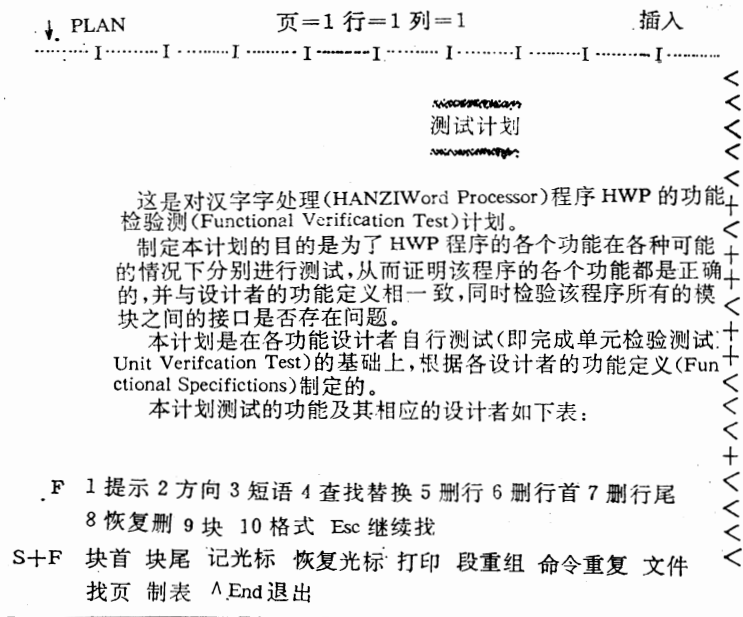 PLAN 页=1 行=1 列=1 插入
I I I I I I I I I
测试计划
这是对汉字字处理(HANZIWord Processor)程序 HWP 的功能
检验测(Functional Verification Test)计划。
制定本计划的目的是为了 HWP 程序的各个功能在各种可能
的情况下分别进行测试,从而证明该程序的各个功能都是正确
的,并与设计者的功能定义相一致,同时检验该程序所有的模
块之间的接口是否存在问题。
本计划是在各功能设计者自行测试(即完成单元检验测试
Unit Verifcation Test)的基础上,根据各设计者的功能定义(Fun
ctional Specifictions)制定的。
本计划测试的功能及其相应的设计者如下表:
F 1 提示 2 方向 3 短语 4 查找替换 5 删行 6 删行首 7 删行尾
8 恢复删 9 块 10 格式 Esc 继续找
S+F 块首 块尾 记光标 恢复光标 打印 段重组 命令重复 文件
找页 制表 ∧End 退出